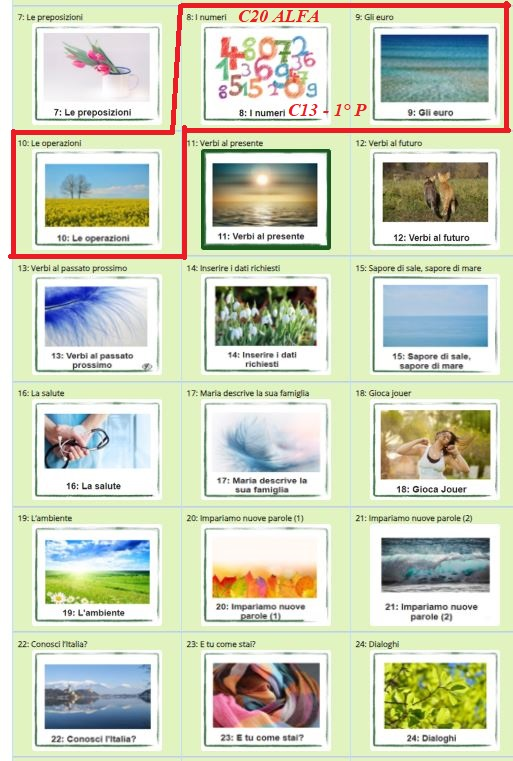 7: Le preposizioni
8: I numeri
C20 ALFA
9: Gli euro
7: Le preposizioni
8: I numeri
C13 - 1° P
9: Gli euro
10: Le operazioni
11: Verbi al presente
12: Verbi al futuro
10: Le operazioni
11: Verbi al presente
12: Verbi al futuro
13: Verbi al passato prossimo
14: Inserire i dati richiesti
15: Sapore di sale, sapore di mare
13: Verbi al passato
prossimo
14: Inserire i dati
richiesti
15: Sapore di sale,
sapore di mare
16: La salute
17: Maria descrive la sua famiglia
18: Gioca jouer
16: La salute
17: Maria descrive la
sua famiglia
18: Gioca Jouer
19: L'ambiente
20: Impariamo nuove parole (1)
21: Impariamo nuove parole (2)
19: L'ambiente
20: Impariamo nuove
parole (1)
21: Impariamo nuove
parole (2)
22: Conosci l'Italia?
23: E tu come stai?
24: Dialoghi
22: Conosci l'Italia?
23: E tu come stai?
24: Dialoghi